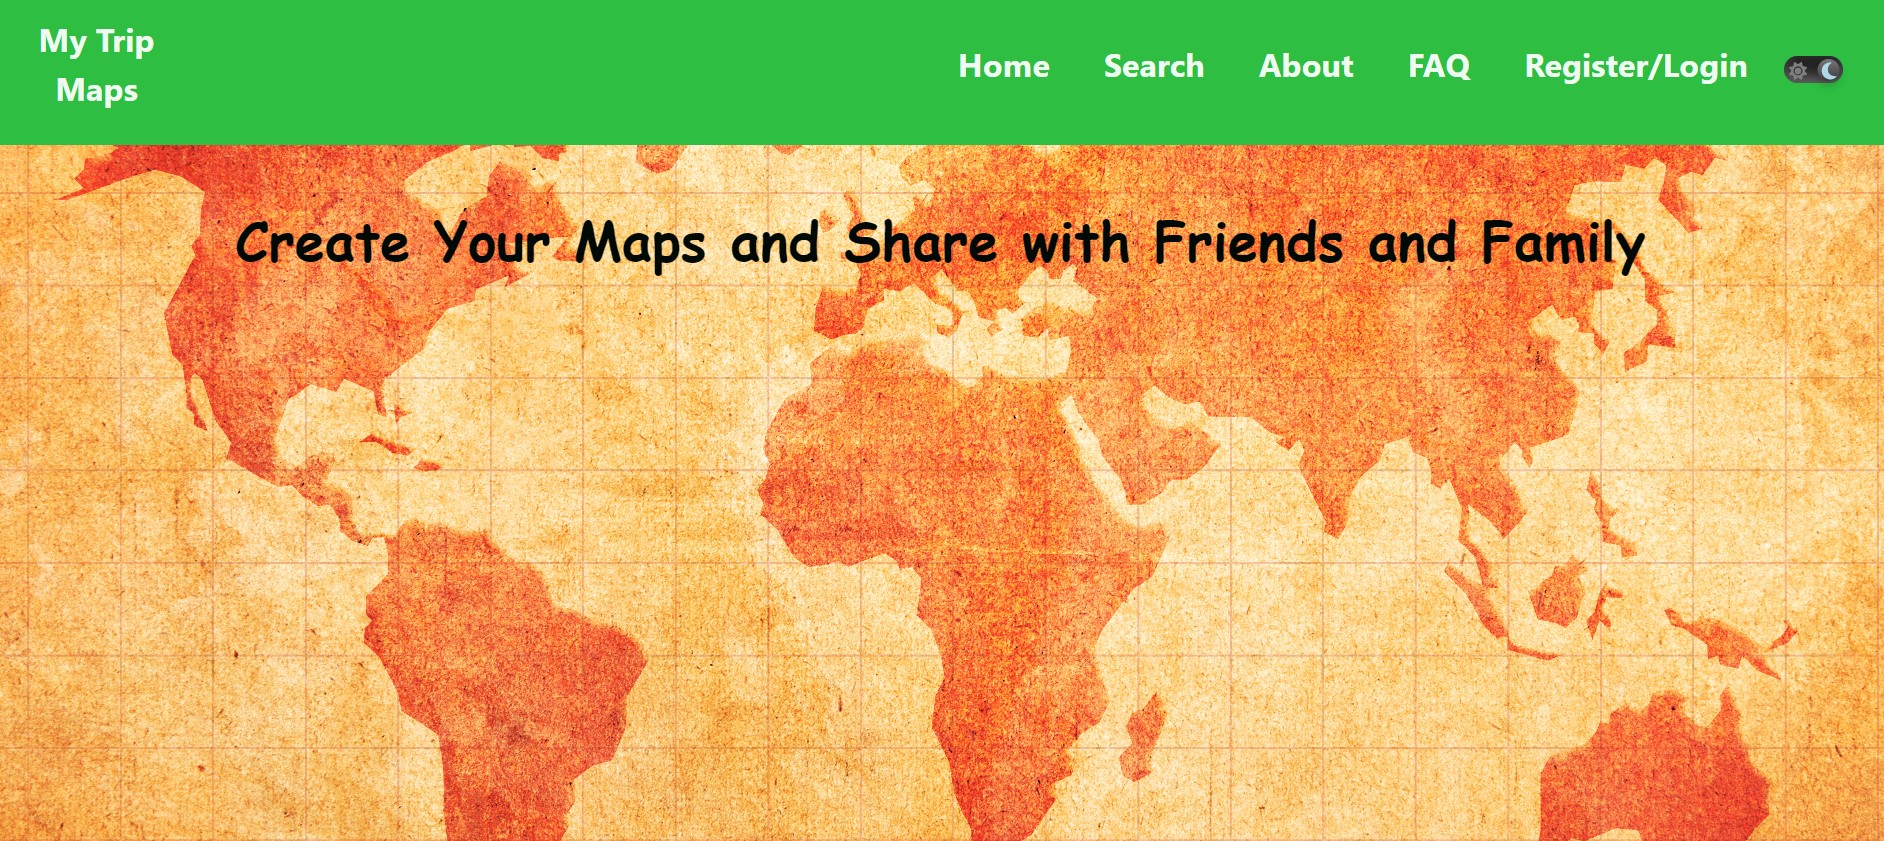 My Trip
Maps
Home Search About FAQ Register/Login
Create Your Maps and Share with Friends and Family